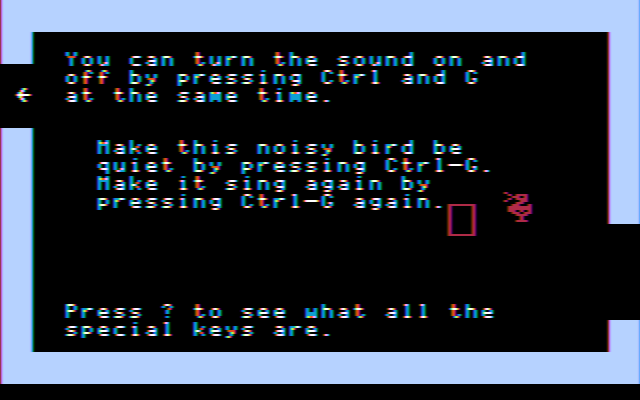 You can turn the sound on and
off by pressing Ctrl and G
at the same time.
Make this noisy bird be
quiet by pressing Ctrl-G.
Make it sing again by
pressing Ctrl-G again.
Press ? to see what all the
special keys are.